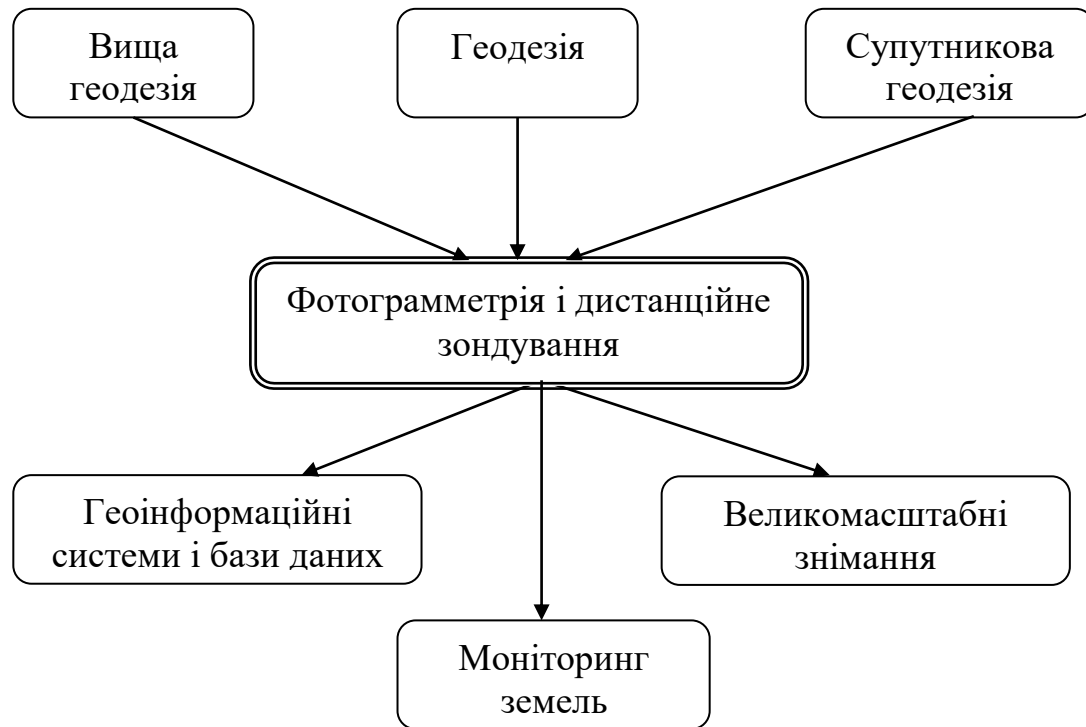 Вища
геодезія
Геодезія
Супутникова
геодезія
Фотограмметрія і дистанційне
зондування
Геоінформаційні
системи і бази даних
Великомасштабні
знімання
Моніторинг
земель